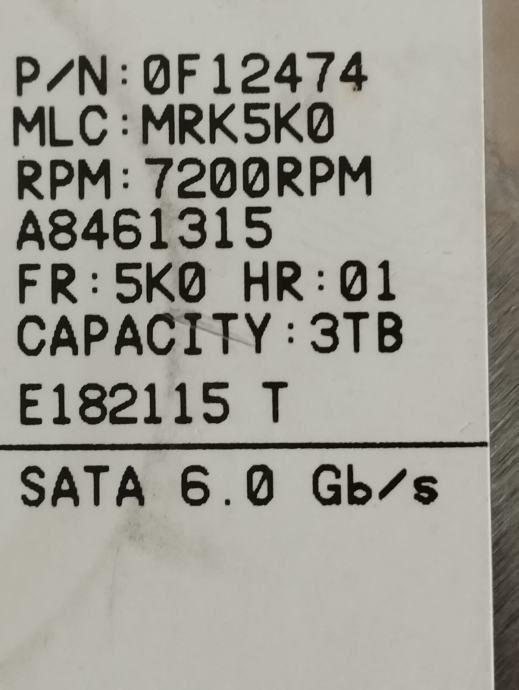 P/N:0F12474
MLC:MRK5K0
RPM:7200RPM
A8461315
FR:5K0 HR:01
CAPACITY:3TB
E182115 T
SATA 6.0 Gb/s